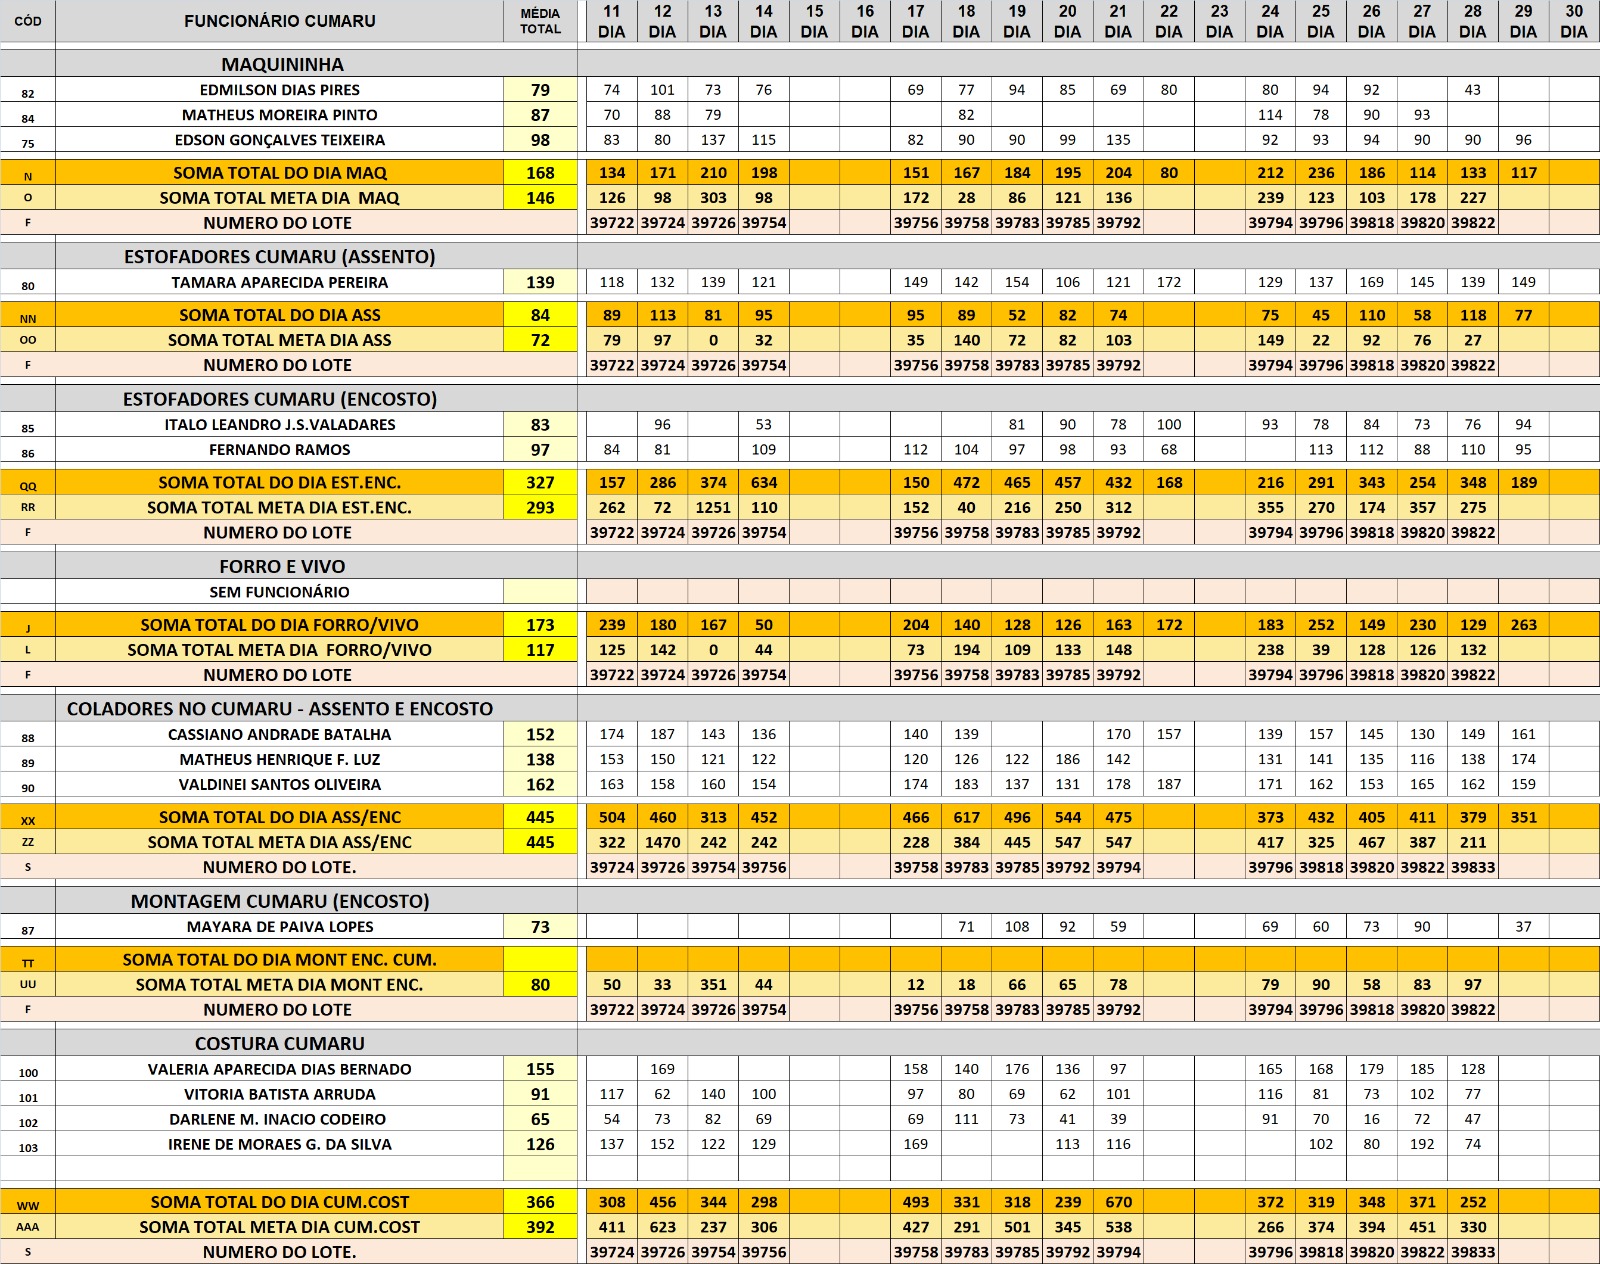 CÓD FUNCIONÁRIO CUMARU MÉDIA TOTAL 11 DIA 12 DIA 13 DIA 14 DIA 15 DIA 16 DIA 17 DIA 18 DIA 19 DIA 20 DIA 21 DIA 22 DIA 23 DIA 24 DIA 25 DIA 26 DIA 27 DIA 28 DIA 29 DIA 30 DIA
MAQUININHA
82 EDMILSON DIAS PIRES 79 74 101 73 76 69 77 94 85 69 80 80 94 92 43
84 MATHEUS MOREIRA PINTO 87 70 88 79 82 114 78 90 93
75 EDSON GONÇALVES TEIXEIRA 98 83 80 137 115 82 90 90 99 135 92 93 94 90 90 96
N SOMA TOTAL DO DIA MAQ 168 134 171 210 198 151 167 184 195 204 80 212 236 186 114 133 117
O SOMA TOTAL META DIA MAQ 146 126 98 303 98 172 28 86 121 136 239 123 103 178 227
F NUMERO DO LOTE 39722 39724 39726 39754 39756 39758 39783 39785 39792 39794 39796 39818 39820 39822
ESTOFADORES CUMARU (ASSENTO)
80 TAMARA APARECIDA PEREIRA 139 118 132 139 121 149 142 154 106 121 172 129 137 169 145 139 149
NN SOMA TOTAL DO DIA ASS 84 89 113 81 95 95 89 52 82 74 75 45 110 58 118 77
OO SOMA TOTAL META DIA ASS 72 79 97 0 32 35 140 72 82 103 149 22 92 76 27
F NUMERO DO LOTE 39722 39724 39726 39754 39756 39758 39783 39785 39792 39794 39796 39818 39820 39822
ESTOFADORES CUMARU (ENCOSTO)
85 ITALO LEANDRO J.S.VALADARES 83 96 53 81 90 78 100 93 78 84 73 76 94
86 FERNANDO RAMOS 97 84 81 109 112 104 97 98 93 68 113 112 88 110 95
QQ SOMA TOTAL DO DIA EST.ENC. 327 157 286 374 634 150 472 465 457 432 168 216 291 343 254 348 189
RR SOMA TOTAL META DIA EST.ENC. 293 262 72 1251 110 152 40 216 250 312 355 270 174 357 275
F NUMERO DO LOTE 39722 39724 39726 39754 39756 39758 39783 39785 39792 39794 39796 39818 39820 39822
FORRO E VIVO
SEM FUNCIONÁRIO
J SOMA TOTAL DO DIA FORRO/VIVO 173 239 180 167 50 204 140 128 126 163 172 183 252 149 230 129 263
L SOMA TOTAL META DIA FORRO/VIVO 117 125 142 0 44 73 194 109 133 148 238 39 128 126 132
F NUMERO DO LOTE 39722 39724 39726 39754 39756 39758 39783 39785 39792 39794 39796 39818 39820 39822
COLADORES NO CUMARU - ASSENTO E ENCOSTO
88 CASSIANO ANDRADE BATALHA 152 174 187 143 136 140 139 170 157 139 157 145 130 149 161
89 MATHEUS HENRIQUE F. LUZ 138 153 150 121 122 120 126 122 186 142 131 141 135 116 138 174
90 VALDINEI SANTOS OLIVEIRA 162 163 158 160 154 174 183 137 131 178 187 171 162 153 165 162 159
XX SOMA TOTAL DO DIA ASS/ENC 445 504 460 313 452 466 617 496 544 475 373 432 405 411 379 351
ZZ SOMA TOTAL META DIA ASS/ENC 445 322 1470 242 242 228 384 445 547 547 417 325 467 387 211
S NUMERO DO LOTE. 39724 39726 39754 39756 39758 39783 39785 39792 39794 39796 39818 39820 39822 39833
MONTAGEM CUMARU (ENCOSTO)
87 MAYARA DE PAIVA LOPES 73 71 108 92 59 69 60 73 90 37
TT SOMA TOTAL DO DIA MONT ENC. CUM.
UU SOMA TOTAL META DIA MONT ENC. 80 50 33 351 44 12 18 66 65 78 79 90 58 83 97
F NUMERO DO LOTE 39722 39724 39726 39754 39756 39758 39783 39785 39792 39794 39796 39818 39820 39822
COSTURA CUMARU
100 VALERIA APARECIDA DIAS BERNADO 155 169 158 140 176 136 97 165 168 179 185 128
101 VITORIA BATISTA ARRUDA 91 117 62 140 100 97 80 69 62 101 116 81 73 102 77
102 DARLENE M. INACIO CODEIRO 65 54 73 82 69 69 111 73 41 39 91 70 16 72 47
103 IRENE DE MORAES G. DA SILVA 126 137 152 122 129 169 113 116 102 80 192 74
WW SOMA TOTAL DO DIA CUM.COST 366 308 456 344 298 493 331 318 239 670 372 319 348 371 252
AAA SOMA TOTAL META DIA CUM.COST 392 411 623 237 306 427 291 501 345 538 266 374 394 451 330
S NUMERO DO LOTE. 39724 39726 39754 39756 39758 39783 39785 39792 39794 39796 39818 39820 39822 39833